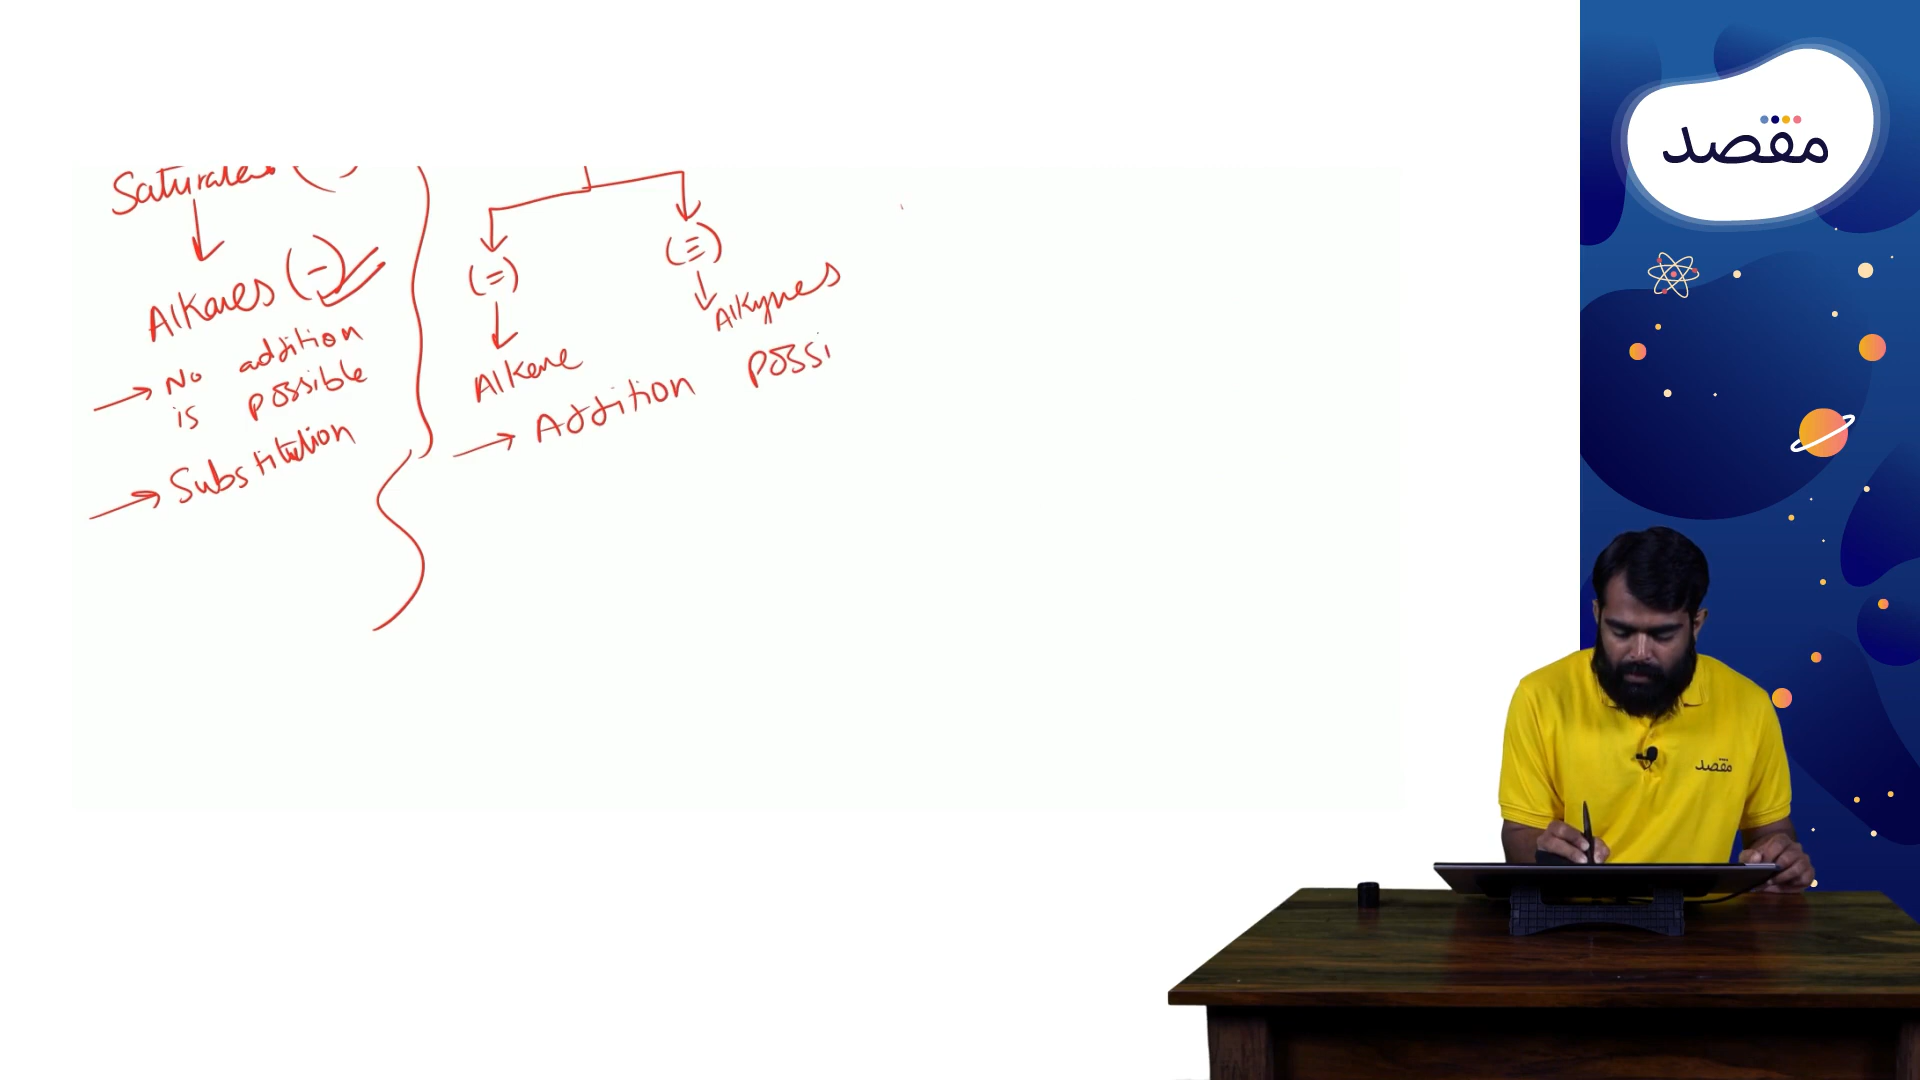 Saturated (-)
Alkanes (-)
→ No addition
is possible
→ Substitution
(=)
(≡)
Alkene
Alkynes
→ Addition possi
مقصد
مقصد